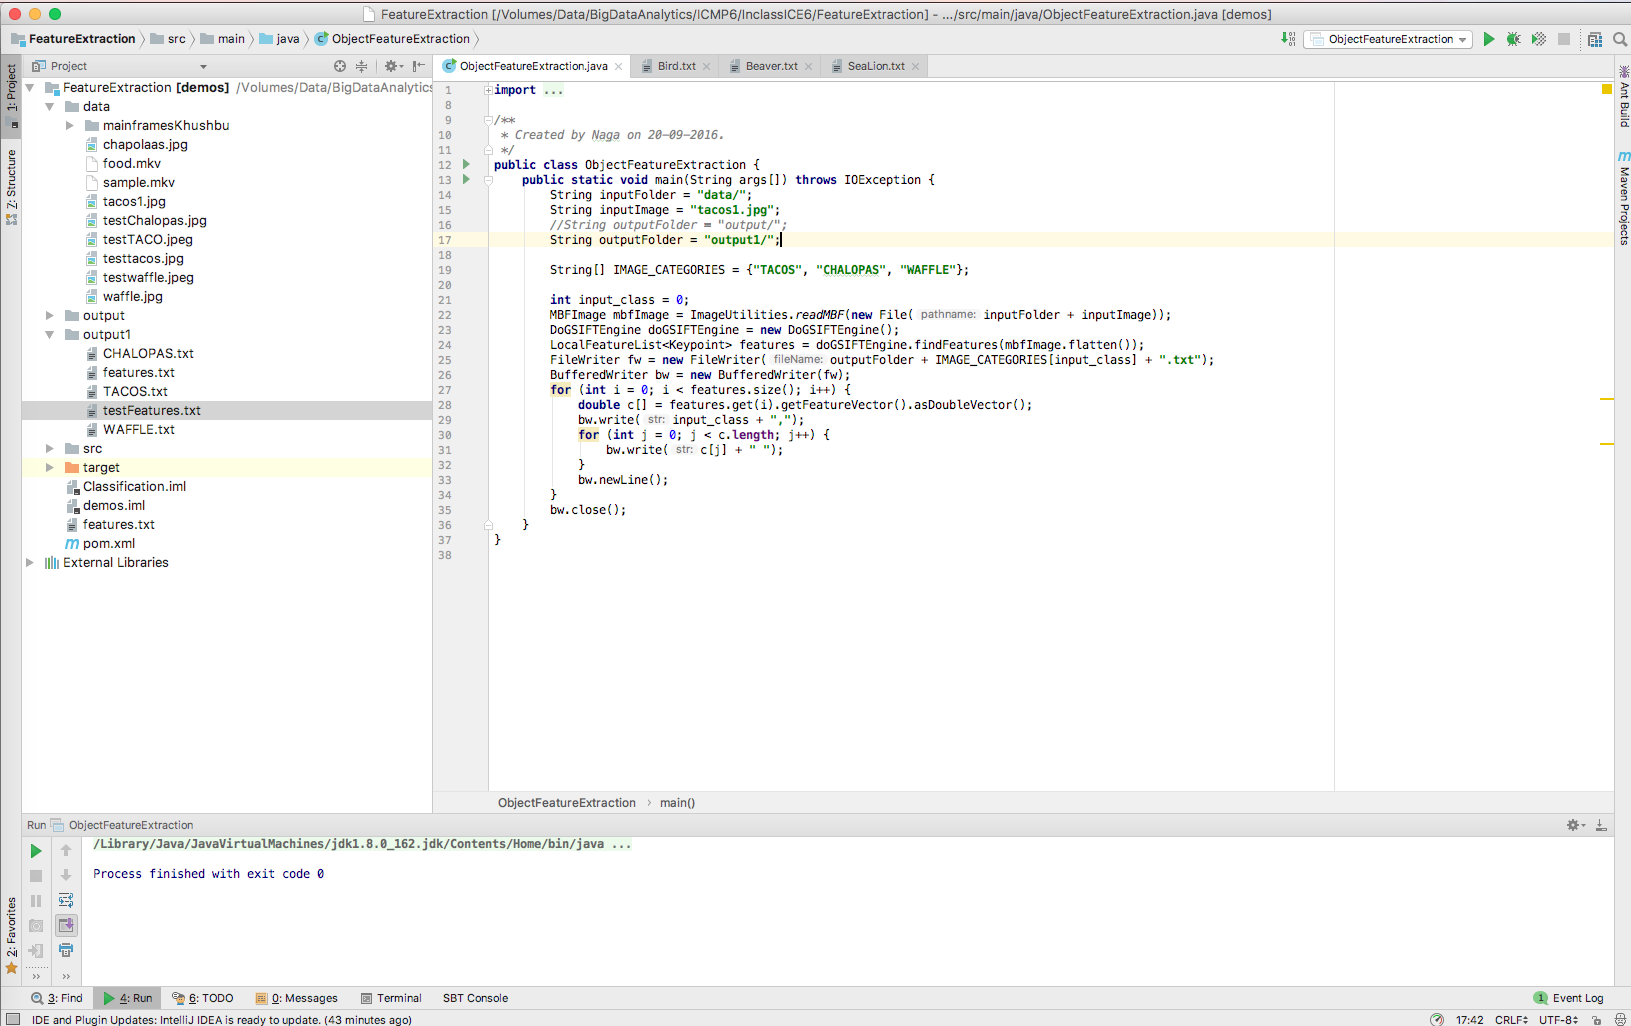 FeatureExtraction [/Volumes/Data/BigDataAnalytics/ICMP6/InclassICE6/FeatureExtraction] - .../src/main/java/ObjectFeatureExtraction.java [demos]
FeatureExtraction src main java ObjectFeatureExtraction
ObjectFeatureExtraction
1: Project
Z: Structure
2: Favorites
Project
FeatureExtraction [demos] /Volumes/Data/BigDataAnalytics
data
mainframesKhushbu
chapolaas.jpg
food.mkv
sample.mkv
tacos1.jpg
testChalopas.jpg
testTACO.jpeg
testtacos.jpg
testwaffle.jpeg
waffle.jpg
output
output1
CHALOPAS.txt
features.txt
TACOS.txt
testFeatures.txt
WAFFLE.txt
src
target
Classification.iml
demos.iml
features.txt
m pom.xml
External Libraries
ObjectFeatureExtraction.java Bird.txt Beaver.txt SeaLion.txt
1 import ...
8
9 /**
10 * Created by Naga on 20-09-2016.
11 */
12 public class ObjectFeatureExtraction {
13 public static void main(String args[]) throws IOException {
14 String inputFolder = "data/";
15 String inputImage = "tacos1.jpg";
16 //String outputFolder = "output/";
17 String outputFolder = "output1/";
18
19 String[] IMAGE_CATEGORIES = {"TACOS", "CHALOPAS", "WAFFLE"};
20
21 int input_class = 0;
22 MBFImage mbfImage = ImageUtilities.readMBF(new File( pathname: inputFolder + inputImage));
23 DoGSIFTEngine doGSIFTEngine = new DoGSIFTEngine();
24 LocalFeatureList<Keypoint> features = doGSIFTEngine.findFeatures(mbfImage.flatten());
25 FileWriter fw = new FileWriter( fileName: outputFolder + IMAGE_CATEGORIES[input_class] + ".txt");
26 BufferedWriter bw = new BufferedWriter(fw);
27 for (int i = 0; i < features.size(); i++) {
28 double c[] = features.get(i).getFeatureVector().asDoubleVector();
29 bw.write( str: input_class + ",");
30 for (int j = 0; j < c.length; j++) {
31 bw.write( str: c[j] + " ");
32 }
33 bw.newLine();
34 }
35 bw.close();
36 }
37 }
38
ObjectFeatureExtraction › main()
Ant Build
m Maven Projects
Run ObjectFeatureExtraction
/Library/Java/JavaVirtualMachines/jdk1.8.0_162.jdk/Contents/Home/bin/java ...
Process finished with exit code 0
3: Find 4: Run 6: TODO 0: Messages Terminal SBT Console 1 Event Log
IDE and Plugin Updates: IntelliJ IDEA is ready to update. (43 minutes ago) 17:42 CRLF UTF-8